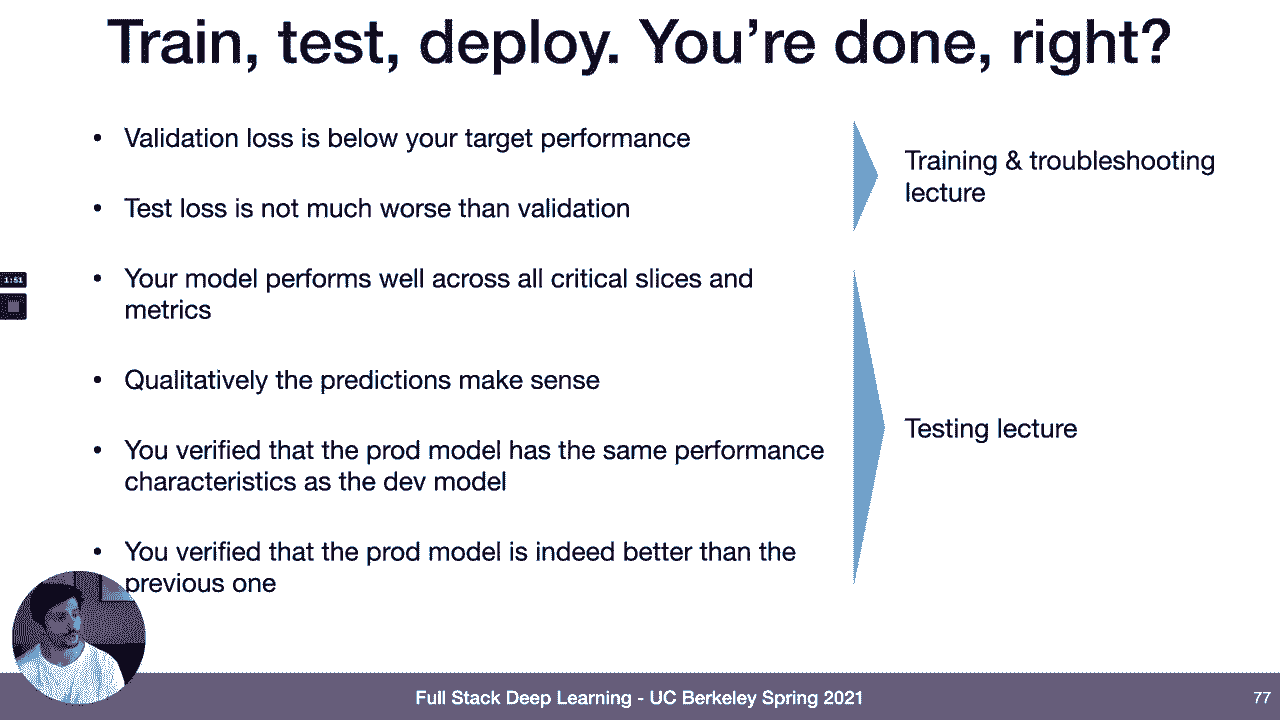 Train, test, deploy. You're done, right?
• Validation loss is below your target performance
• Test loss is not much worse than validation
Training & troubleshooting
lecture
• Your model performs well across all critical slices and
metrics
• Qualitatively the predictions make sense
• You verified that the prod model has the same performance
characteristics as the dev model
• You verified that the prod model is indeed better than the
previous one
Testing lecture
1:51
Full Stack Deep Learning - UC Berkeley Spring 2021
77